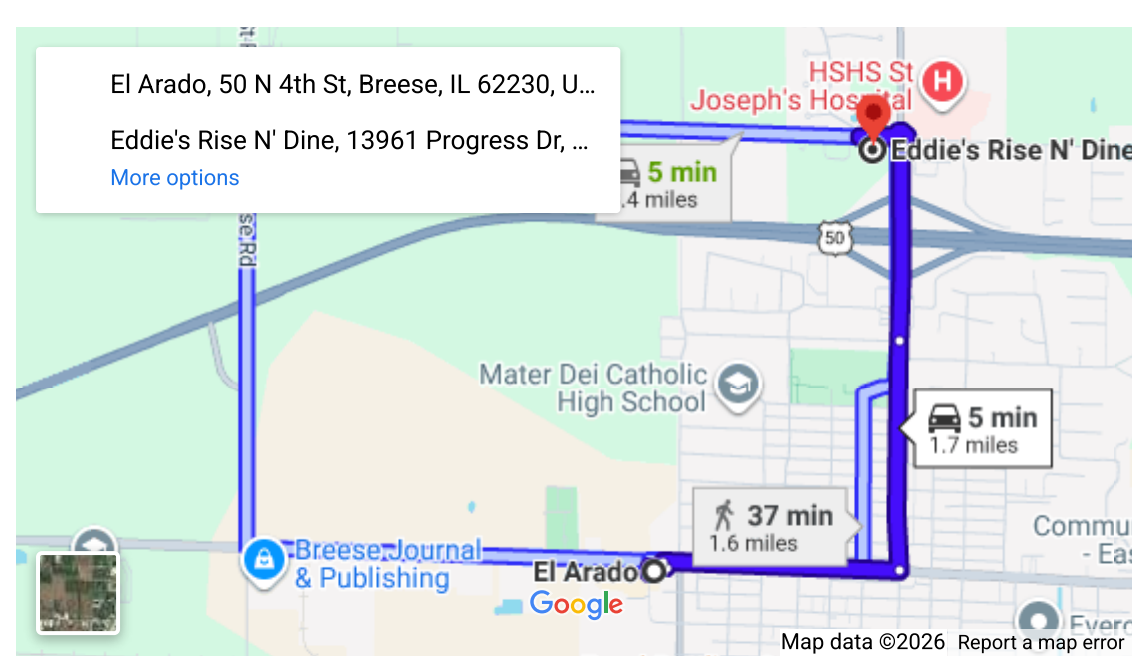 El Arado, 50 N 4th St, Breese, IL 62230, U...
Eddie's Rise N' Dine, 13961 Progress Dr, ...
More options
HSHS St
Joseph's Hospital
H
Eddie's Rise N' Dine
5 min
.4 miles
50
se Rd
Mater Dei Catholic
High School
5 min
1.7 miles
37 min
1.6 miles
Commu
- Eas
Breese Journal
& Publishing
El Arado
Google
Everg
Map data ©2026
Report a map error